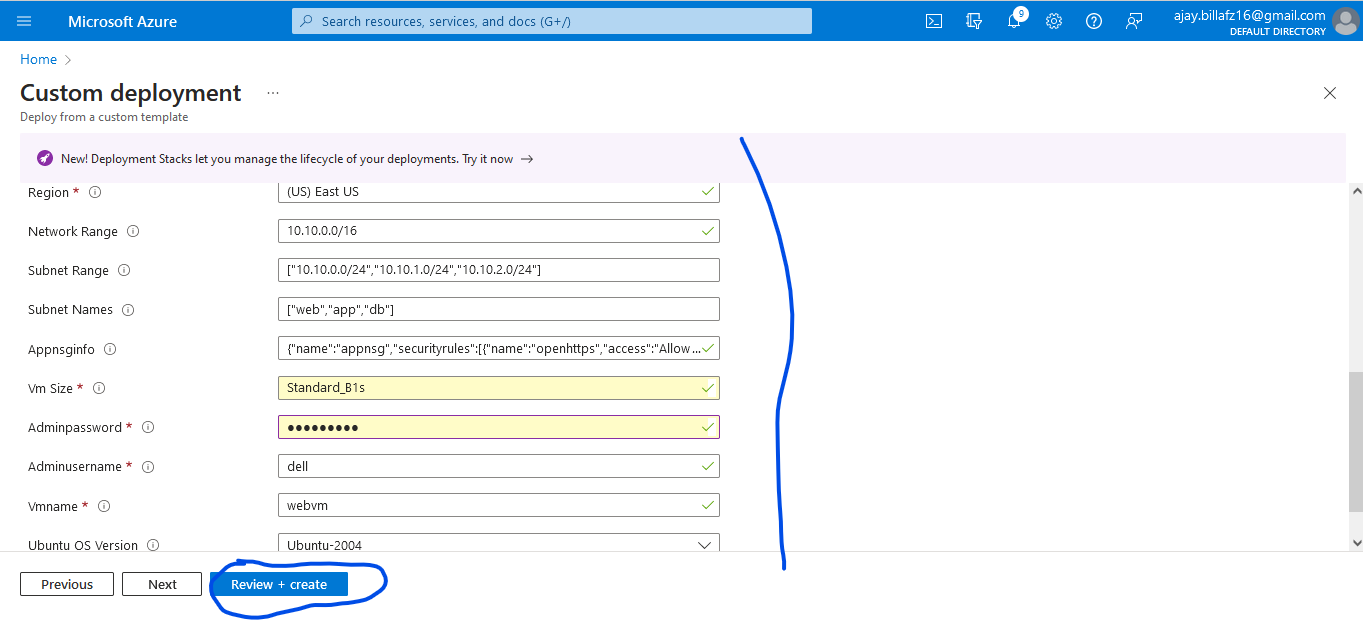 Microsoft Azure
Search resources, services, and docs (G+/)
9
ajay.billafz16@gmail.com
DEFAULT DIRECTORY
Home
Custom deployment ...
Deploy from a custom template
New! Deployment Stacks let you manage the lifecycle of your deployments. Try it now →
Region * (US) East US
Network Range 10.10.0.0/16
Subnet Range ["10.10.0.0/24","10.10.1.0/24","10.10.2.0/24"]
Subnet Names ["web","app","db"]
Appnsginfo {"name":"appnsg","securityrules":[{"name":"openhttps","access":"Allow ...
Vm Size * Standard_B1s
Adminpassword * ●●●●●●●●●
Adminusername * dell
Vmname * webvm
Ubuntu OS Version Ubuntu-2004
Previous Next Review + create